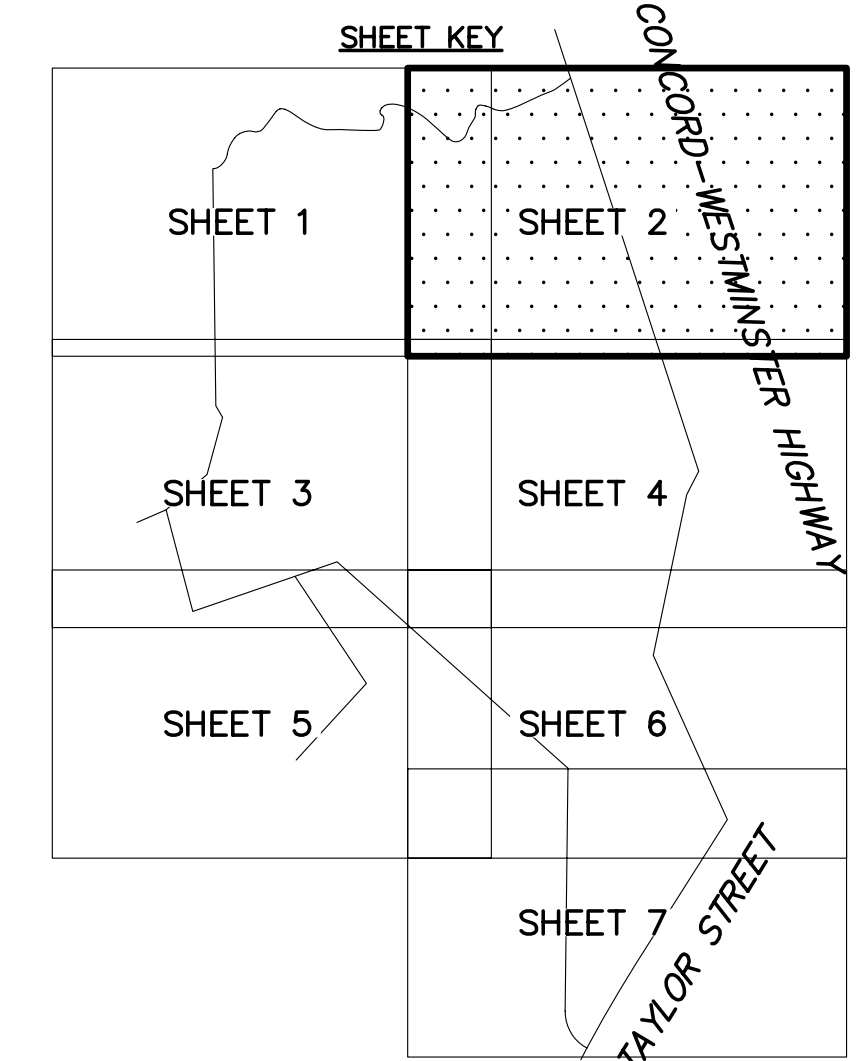 SHEET KEY
CONCORD-WESTMINSTER HIGHWAY
SHEET 1
SHEET 2
SHEET 3
SHEET 4
SHEET 5
SHEET 6
SHEET 7
TAYLOR STREET